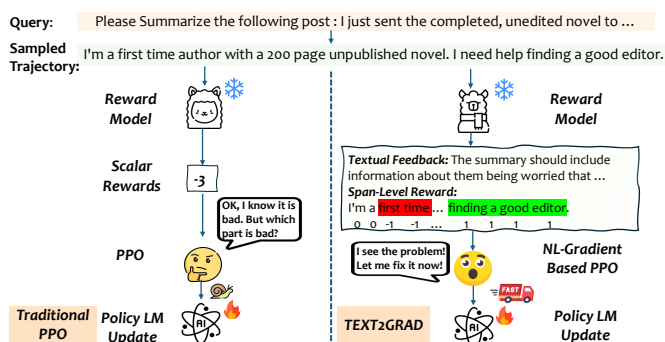 Query: Please Summarize the following post : I just sent the completed, unedited novel to ...
Sampled Trajectory: I'm a first time author with a 200 page unpublished novel. I need help finding a good editor.
Reward Model
Scalar Rewards
-3
OK, I know it is
bad. But which
part is bad?
PPO
Traditional PPO
Policy LM Update
AI
Reward Model
Textual Feedback: The summary should include
information about them being worried that ...
Span-Level Reward:
I'm a first time ... finding a good editor.
0 0 -1 -1 ... 1 1 1 1
I see the problem!
Let me fix it now!
NL-Gradient Based PPO
FAST
TEXT2GRAD
AI
Policy LM Update